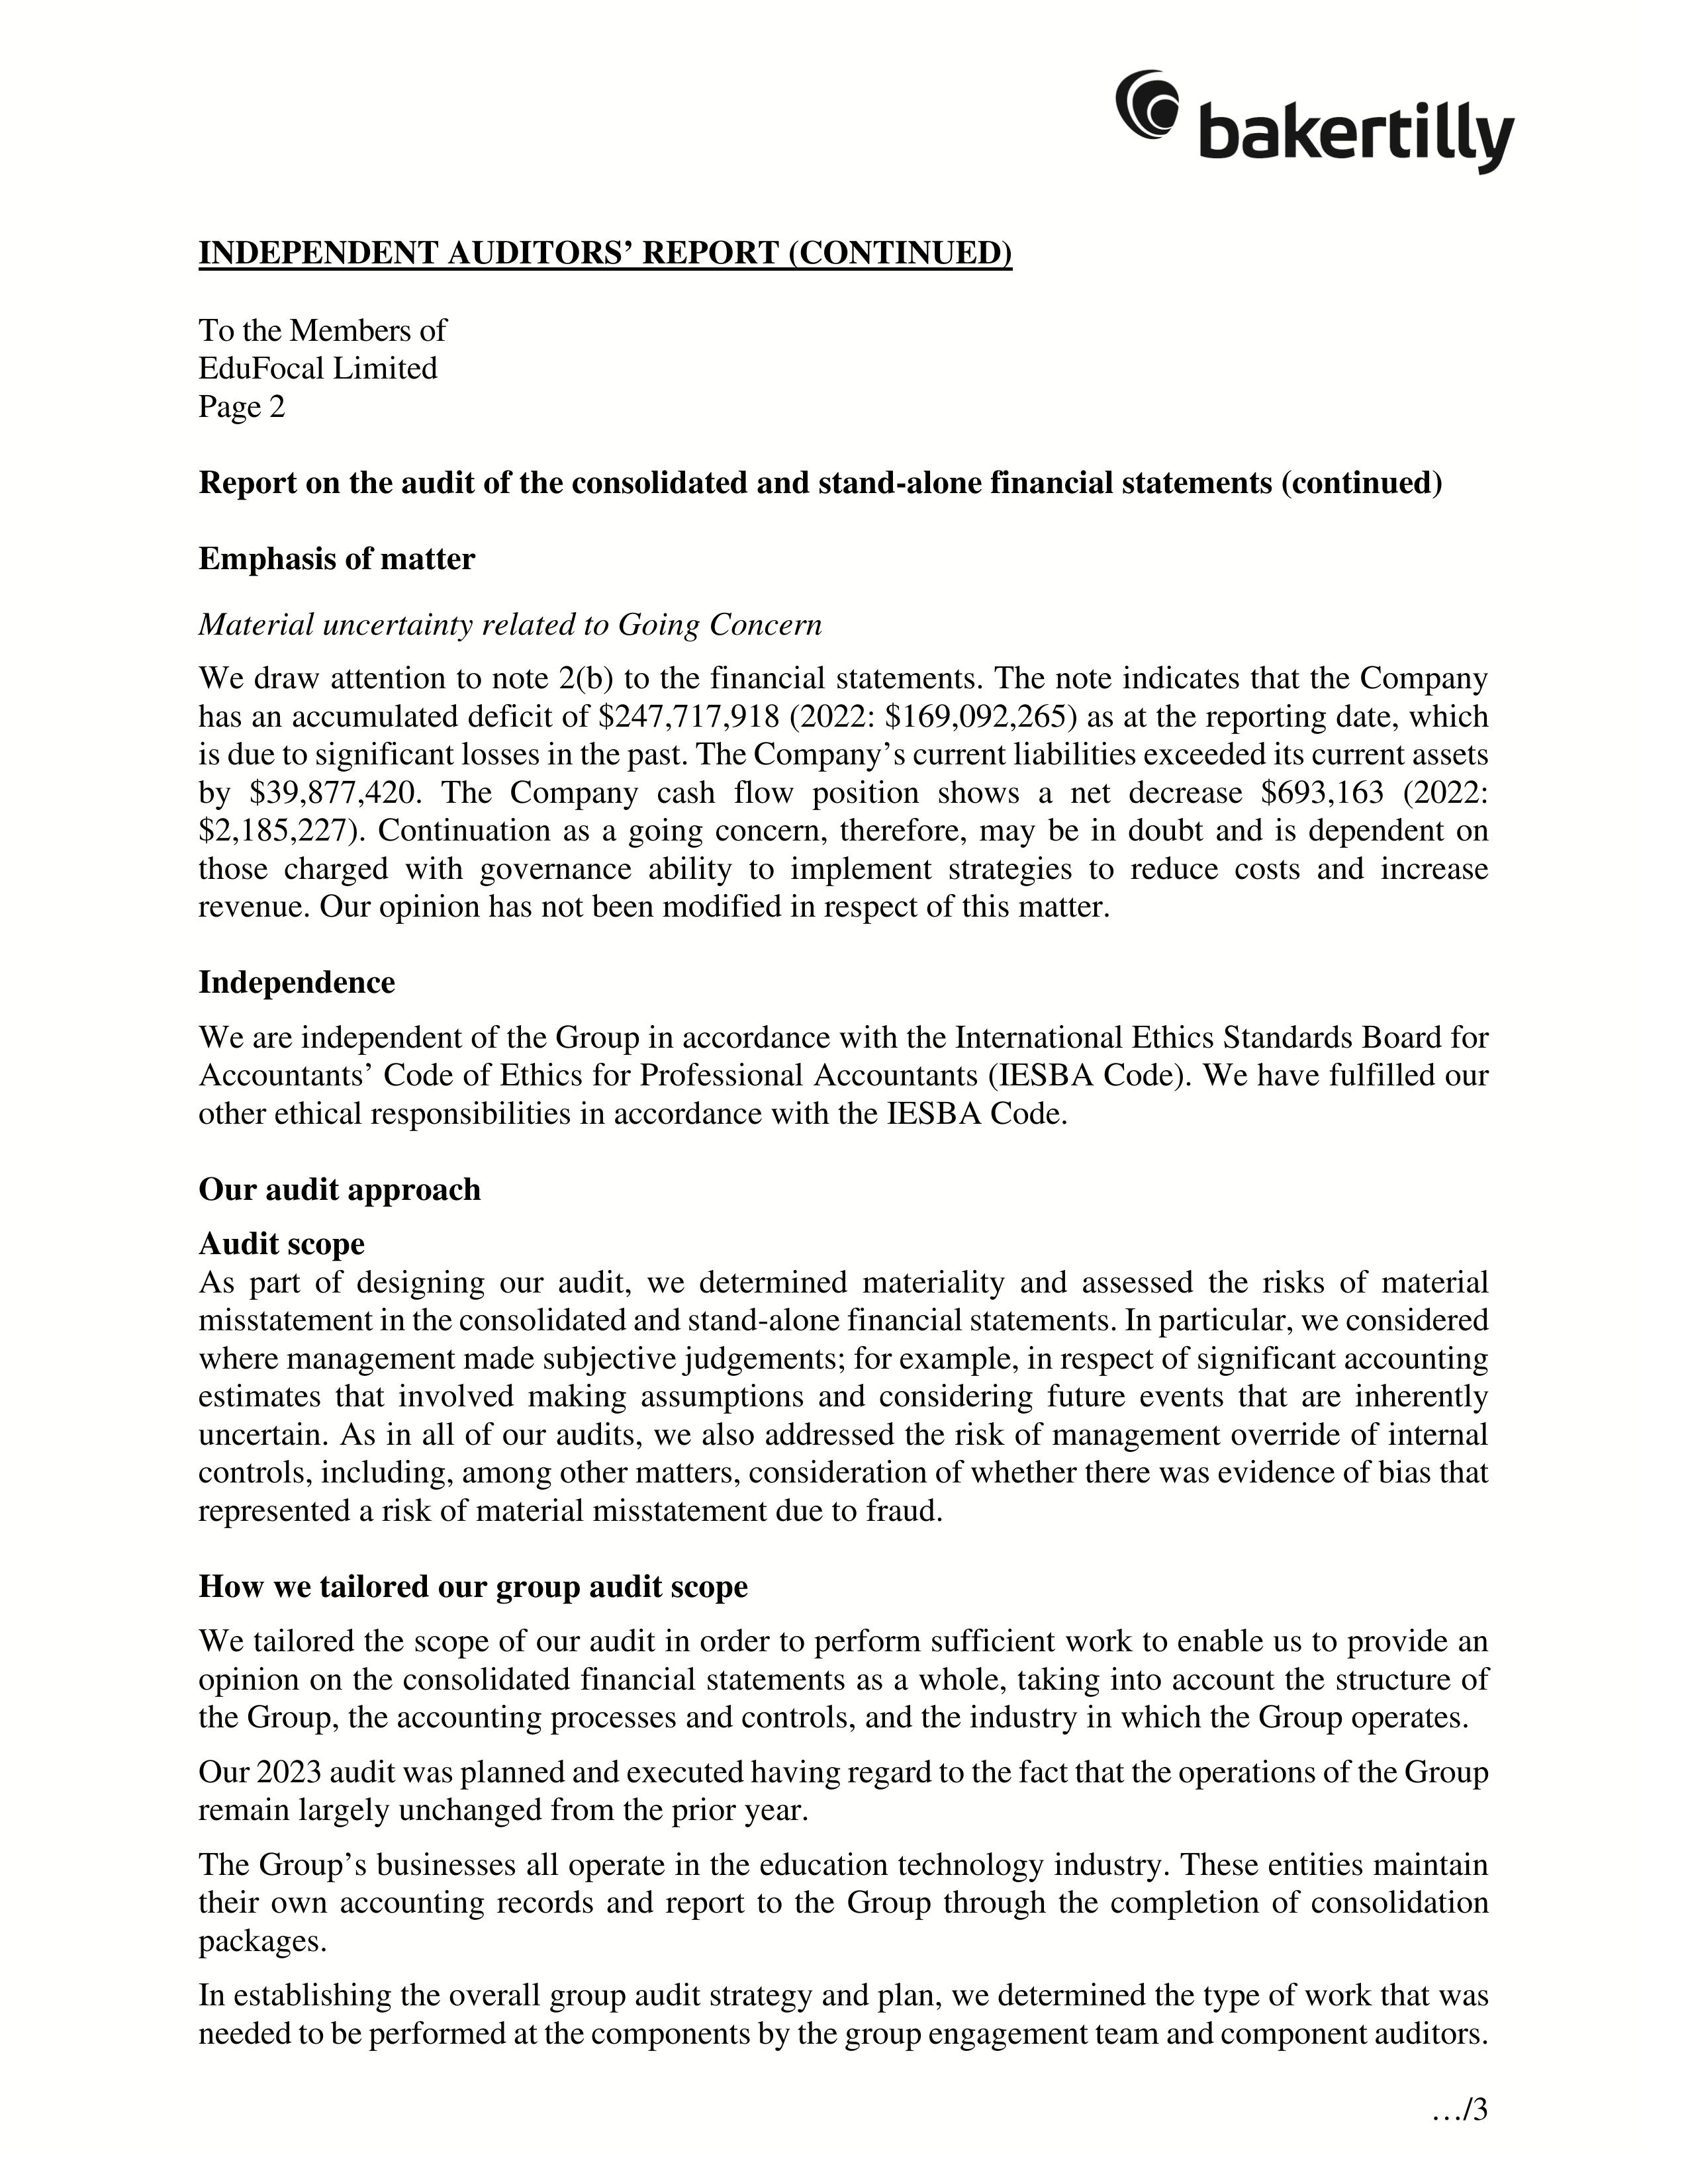 bakertilly
INDEPENDENT AUDITORS’ REPORT (CONTINUED)
To the Members of
EduFocal Limited
Page 2
Report on the audit of the consolidated and stand-alone financial statements (continued)
Emphasis of matter
Material uncertainty related to Going Concern
We draw attention to note 2(b) to the financial statements. The note indicates that the Company
has an accumulated deficit of $247,717,918 (2022: $169,092,265) as at the reporting date, which
is due to significant losses in the past. The Company’s current liabilities exceeded its current assets
by $39,877,420. The Company cash flow position shows a net decrease $693,163 (2022:
$2,185,227). Continuation as a going concern, therefore, may be in doubt and is dependent on
those charged with governance ability to implement strategies to reduce costs and increase
revenue. Our opinion has not been modified in respect of this matter.
Independence
We are independent of the Group in accordance with the International Ethics Standards Board for
Accountants’ Code of Ethics for Professional Accountants (IESBA Code). We have fulfilled our
other ethical responsibilities in accordance with the IESBA Code.
Our audit approach
Audit scope
As part of designing our audit, we determined materiality and assessed the risks of material
misstatement in the consolidated and stand-alone financial statements. In particular, we considered
where management made subjective judgements; for example, in respect of significant accounting
estimates that involved making assumptions and considering future events that are inherently
uncertain. As in all of our audits, we also addressed the risk of management override of internal
controls, including, among other matters, consideration of whether there was evidence of bias that
represented a risk of material misstatement due to fraud.
How we tailored our group audit scope
We tailored the scope of our audit in order to perform sufficient work to enable us to provide an
opinion on the consolidated financial statements as a whole, taking into account the structure of
the Group, the accounting processes and controls, and the industry in which the Group operates.
Our 2023 audit was planned and executed having regard to the fact that the operations of the Group
remain largely unchanged from the prior year.
The Group’s businesses all operate in the education technology industry. These entities maintain
their own accounting records and report to the Group through the completion of consolidation
packages.
In establishing the overall group audit strategy and plan, we determined the type of work that was
needed to be performed at the components by the group engagement team and component auditors.
…/3